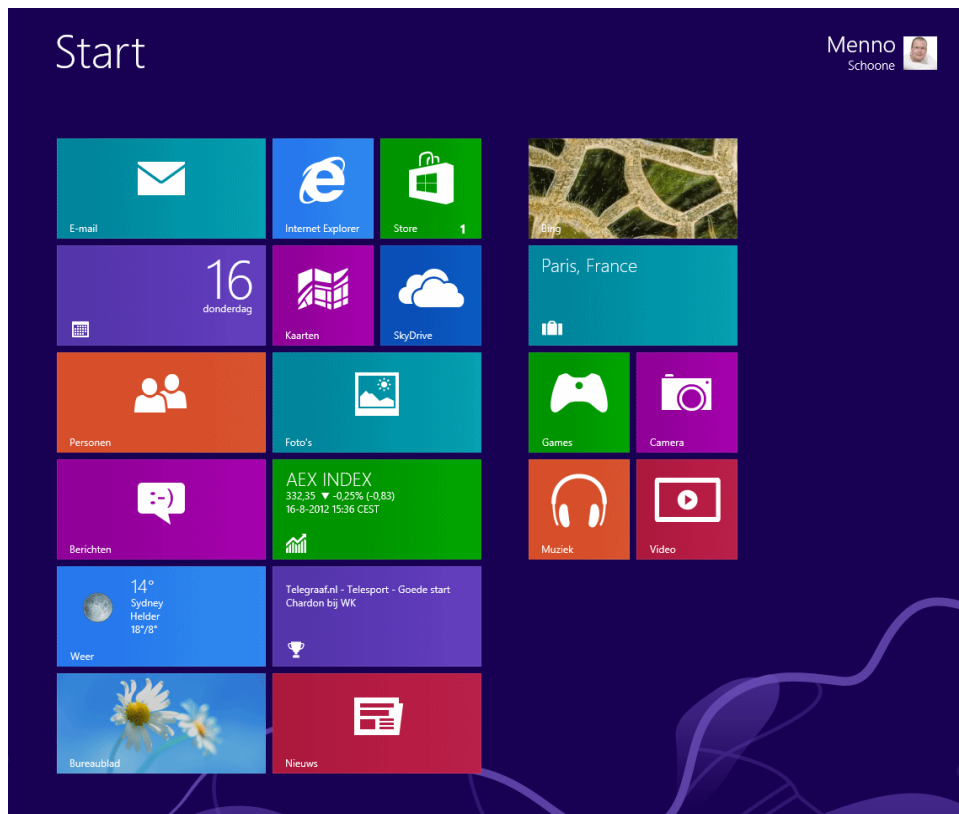 Start
Menno
Schoone
E-mail
Internet Explorer
Store
1
Bing
16
donderdag
Kaarten
SkyDrive
Paris, France
Personen
Foto's
Games
Camera
:-)
Berichten
AEX INDEX
332,35 ▼ -0,25% (-0,83)
16-8-2012 15:36 CEST
Muziek
Video
14°
Sydney
Helder
18°/8°
Weer
Telegraaf.nl - Telesport - Goede start
Chardon bij WK
Bureaublad
Nieuws